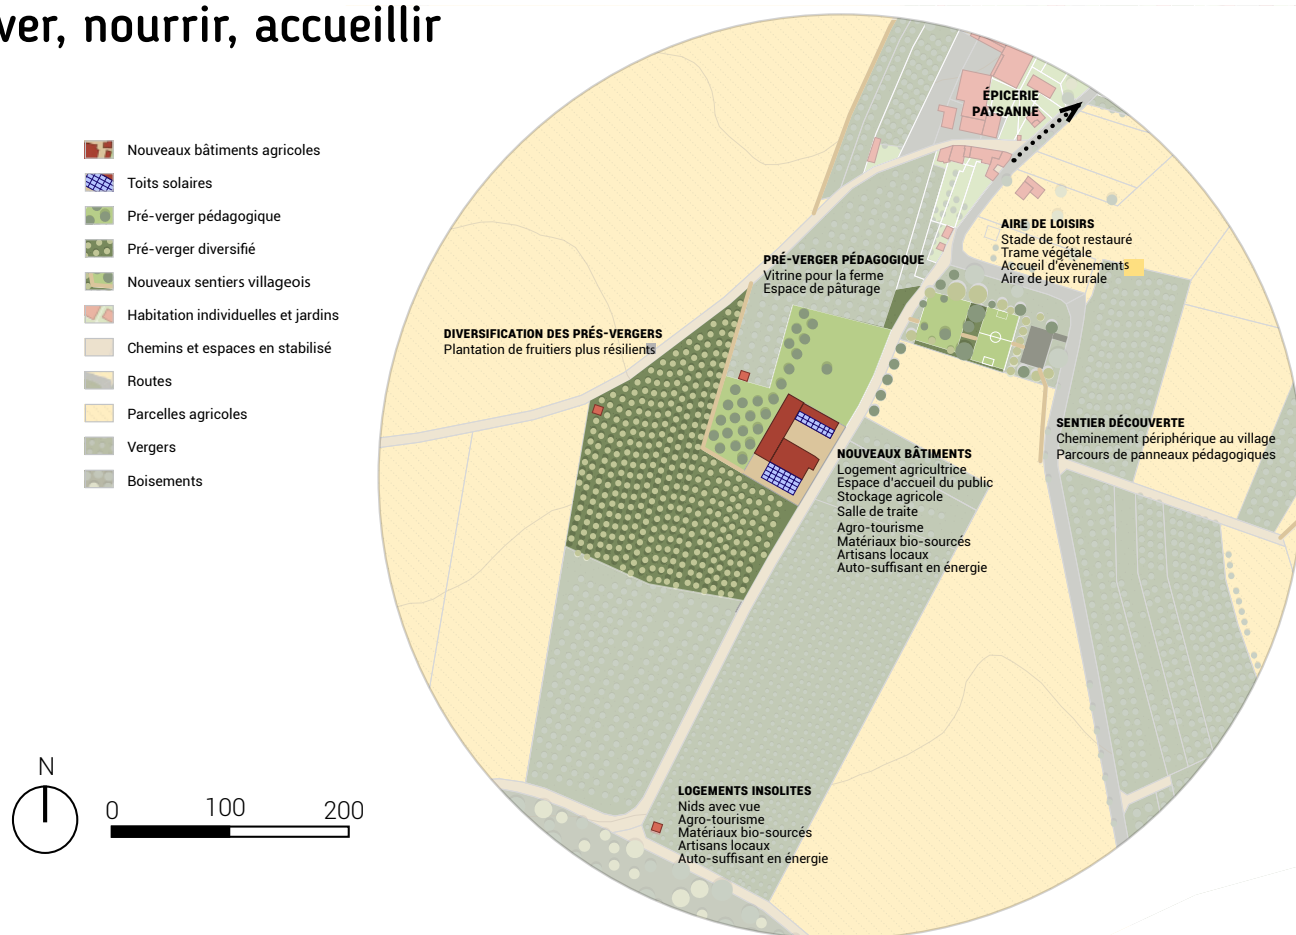 ver, nourrir, accueillir
Nouveaux bâtiments agricoles
Toits solaires
Pré-verger pédagogique
Pré-verger diversifié
Nouveaux sentiers villageois
Habitation individuelles et jardins
Chemins et espaces en stabilisé
Routes
Parcelles agricoles
Vergers
Boisements
N
0 100 200
ÉPICERIE
PAYSANNE
AIRE DE LOISIRS
Stade de foot restauré
Trame végétale
Accueil d'évènements
Aire de jeux rurale
PRÉ-VERGER PÉDAGOGIQUE
Vitrine pour la ferme
Espace de pâturage
DIVERSIFICATION DES PRÉS-VERGERS
Plantation de fruitiers plus résilients
SENTIER DÉCOUVERTE
Cheminement périphérique au village
Parcours de panneaux pédagogiques
NOUVEAUX BÂTIMENTS
Logement agricultrice
Espace d'accueil du public
Stockage agricole
Salle de traite
Agro-tourisme
Matériaux bio-sourcés
Artisans locaux
Auto-suffisant en énergie
LOGEMENTS INSOLITES
Nids avec vue
Agro-tourisme
Matériaux bio-sourcés
Artisans locaux
Auto-suffisant en énergie